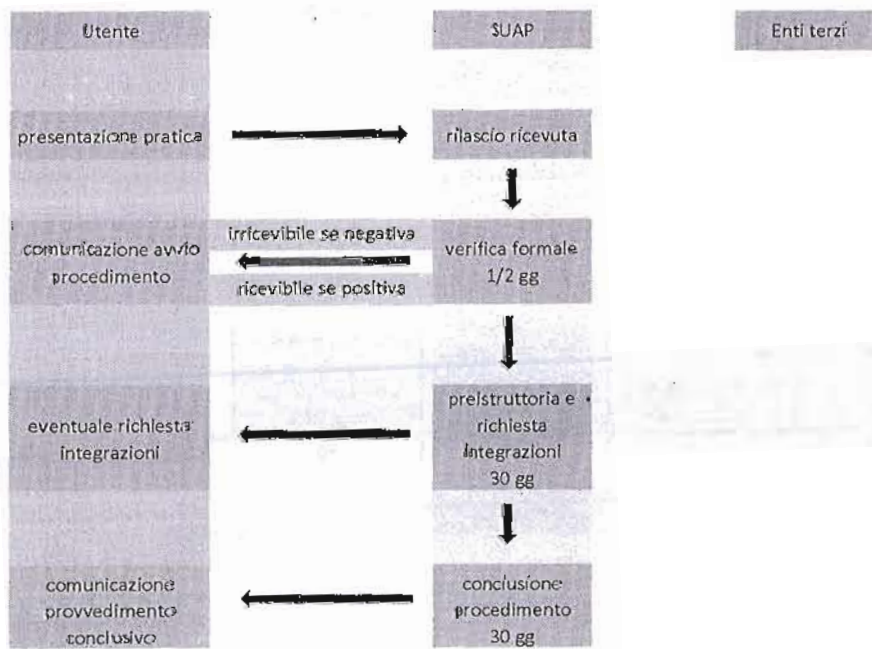 Utente
SUAP
Enti terzi
presentazione pratica
rilascio ricevuta
irricevibile se negativa
comunicazione avvio
procedimento
verifica formale
1/2 gg
ricevibile se positiva
eventuale richiesta
integrazioni
preistruttoria e
richiesta
integrazioni
30 gg
comunicazione
provvedimento
conclusivo
conclusione
procedimento
30 gg